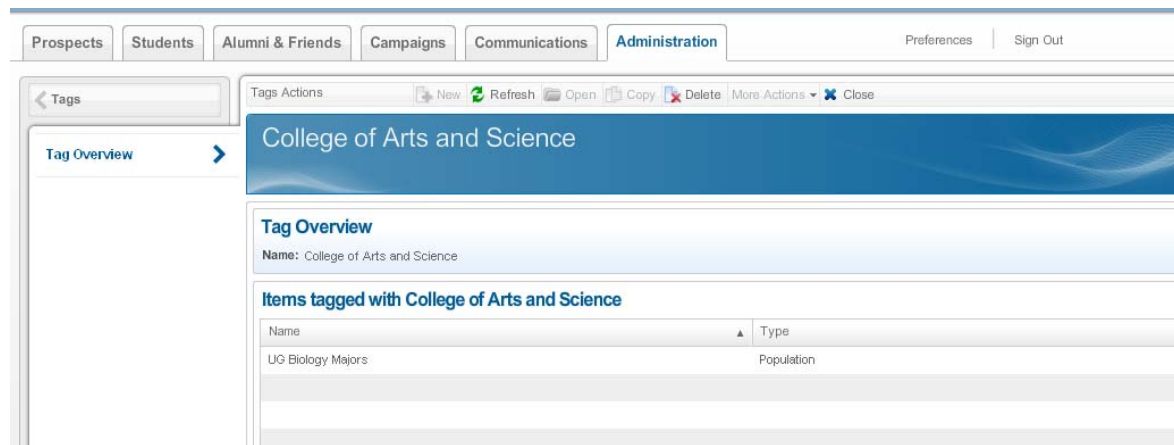 Prospects Students Alumni & Friends Campaigns Communications Administration Preferences Sign Out
Tags
Tags Actions New Refresh Open Copy Delete More Actions Close
Tag Overview
College of Arts and Science
Tag Overview
Name: College of Arts and Science
Items tagged with College of Arts and Science
Name Type
UG Biology Majors Population